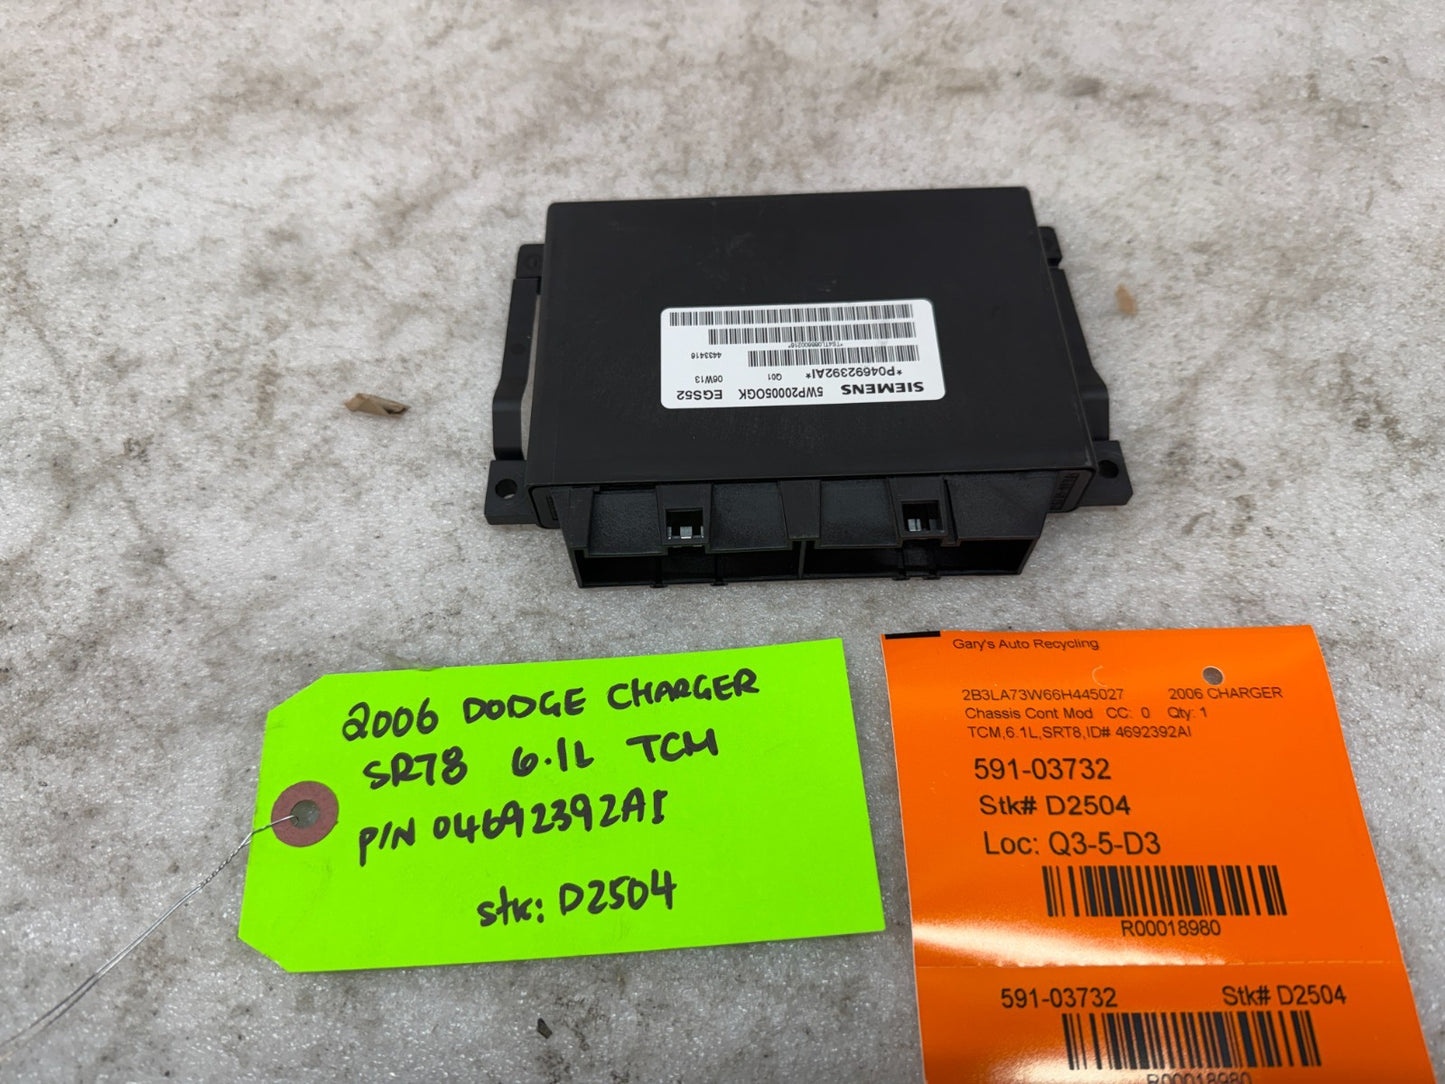 SIEMENS
5WP20005OGK EGS52
*P04692392AI* Q01 06W13
4433416
2006 DODGE CHARGER
SRT8 6.1L TCM
P/N 04692392AI
stk: D2504
Gary's Auto Recycling
2B3LA73W66H445027 2006 CHARGER
Chassis Cont Mod CC: 0 Qty: 1
TCM,6.1L,SRT8,ID# 4692392AI
591-03732
Stk# D2504
Loc: Q3-5-D3
R00018980
591-03732 Stk# D2504
R00018980